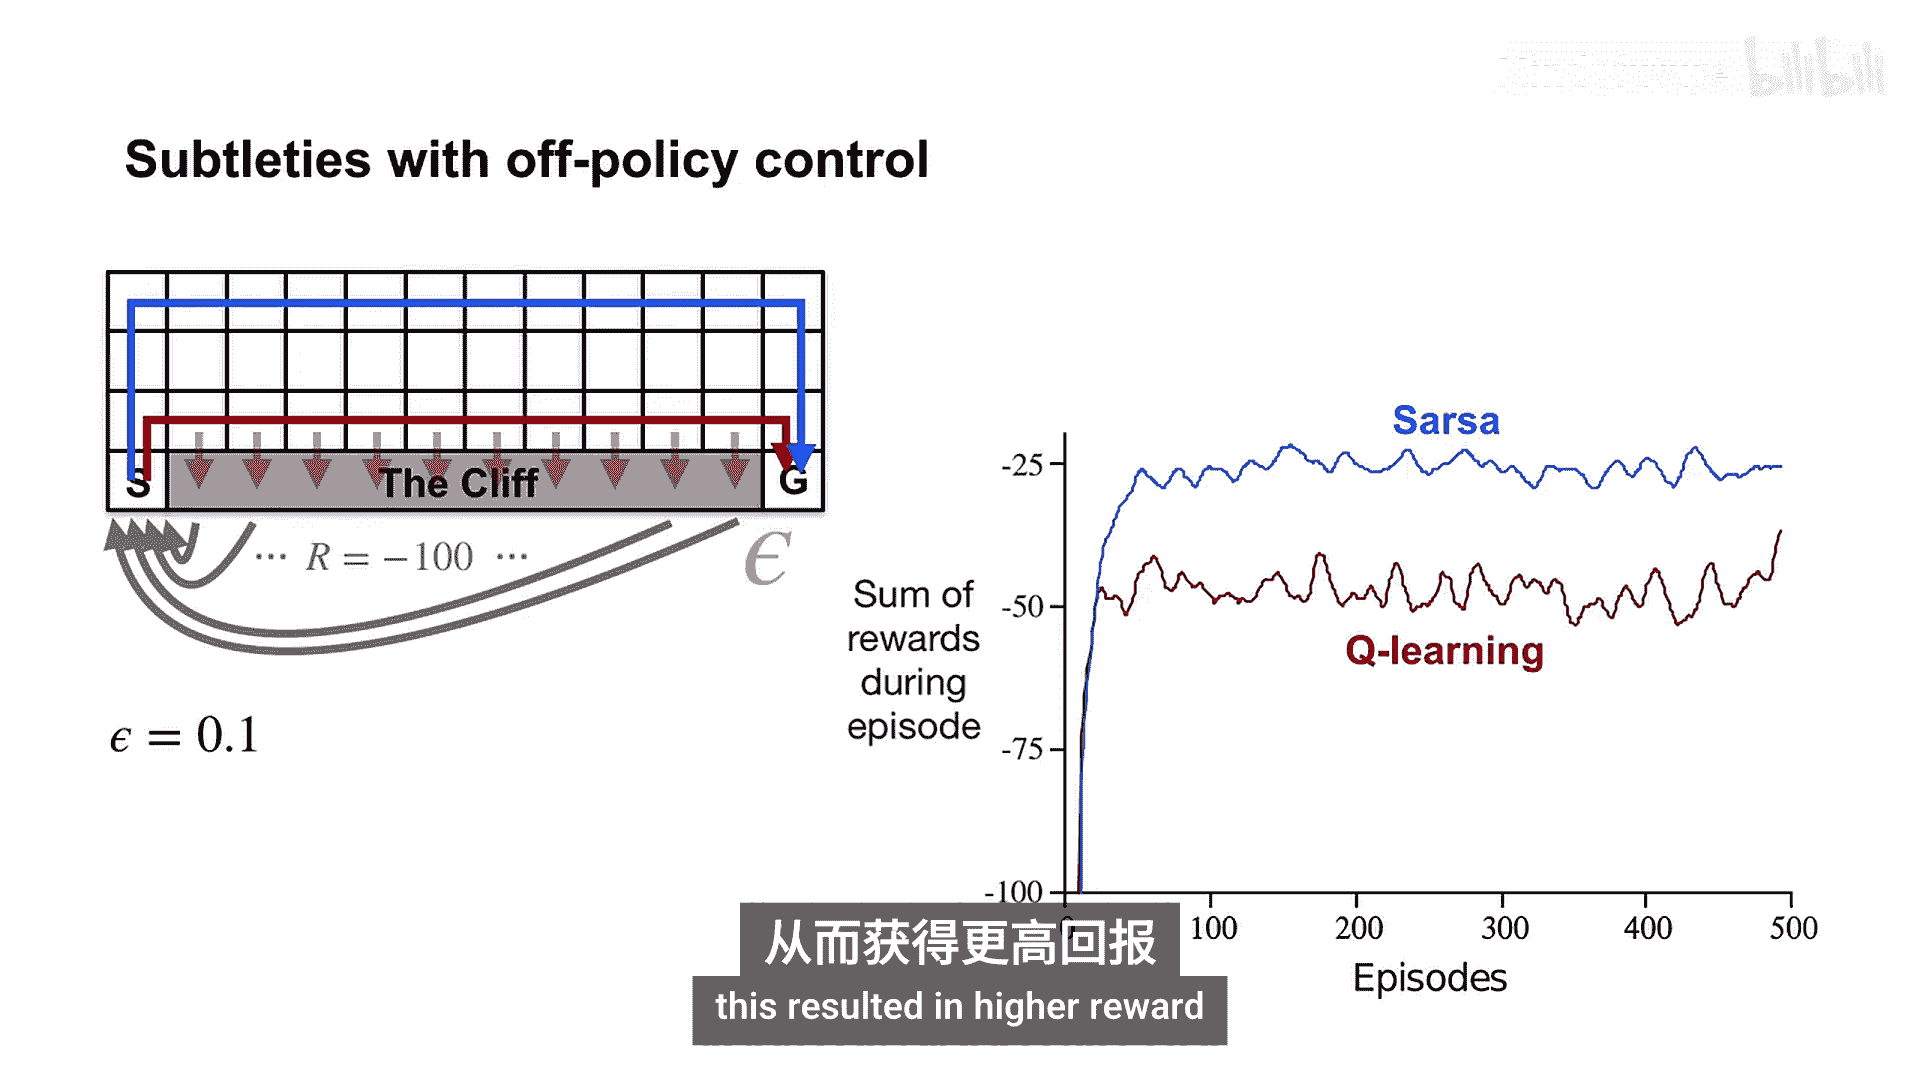 bilibili
Subtleties with off-policy control
S
The Cliff
G
··· R = −100 ···
ϵ
ϵ = 0.1
Sum of
rewards
during
episode
Sarsa
Q-learning
-25
-50
-75
-100
0
100
200
300
400
500
Episodes
从而获得更高回报
this resulted in higher reward